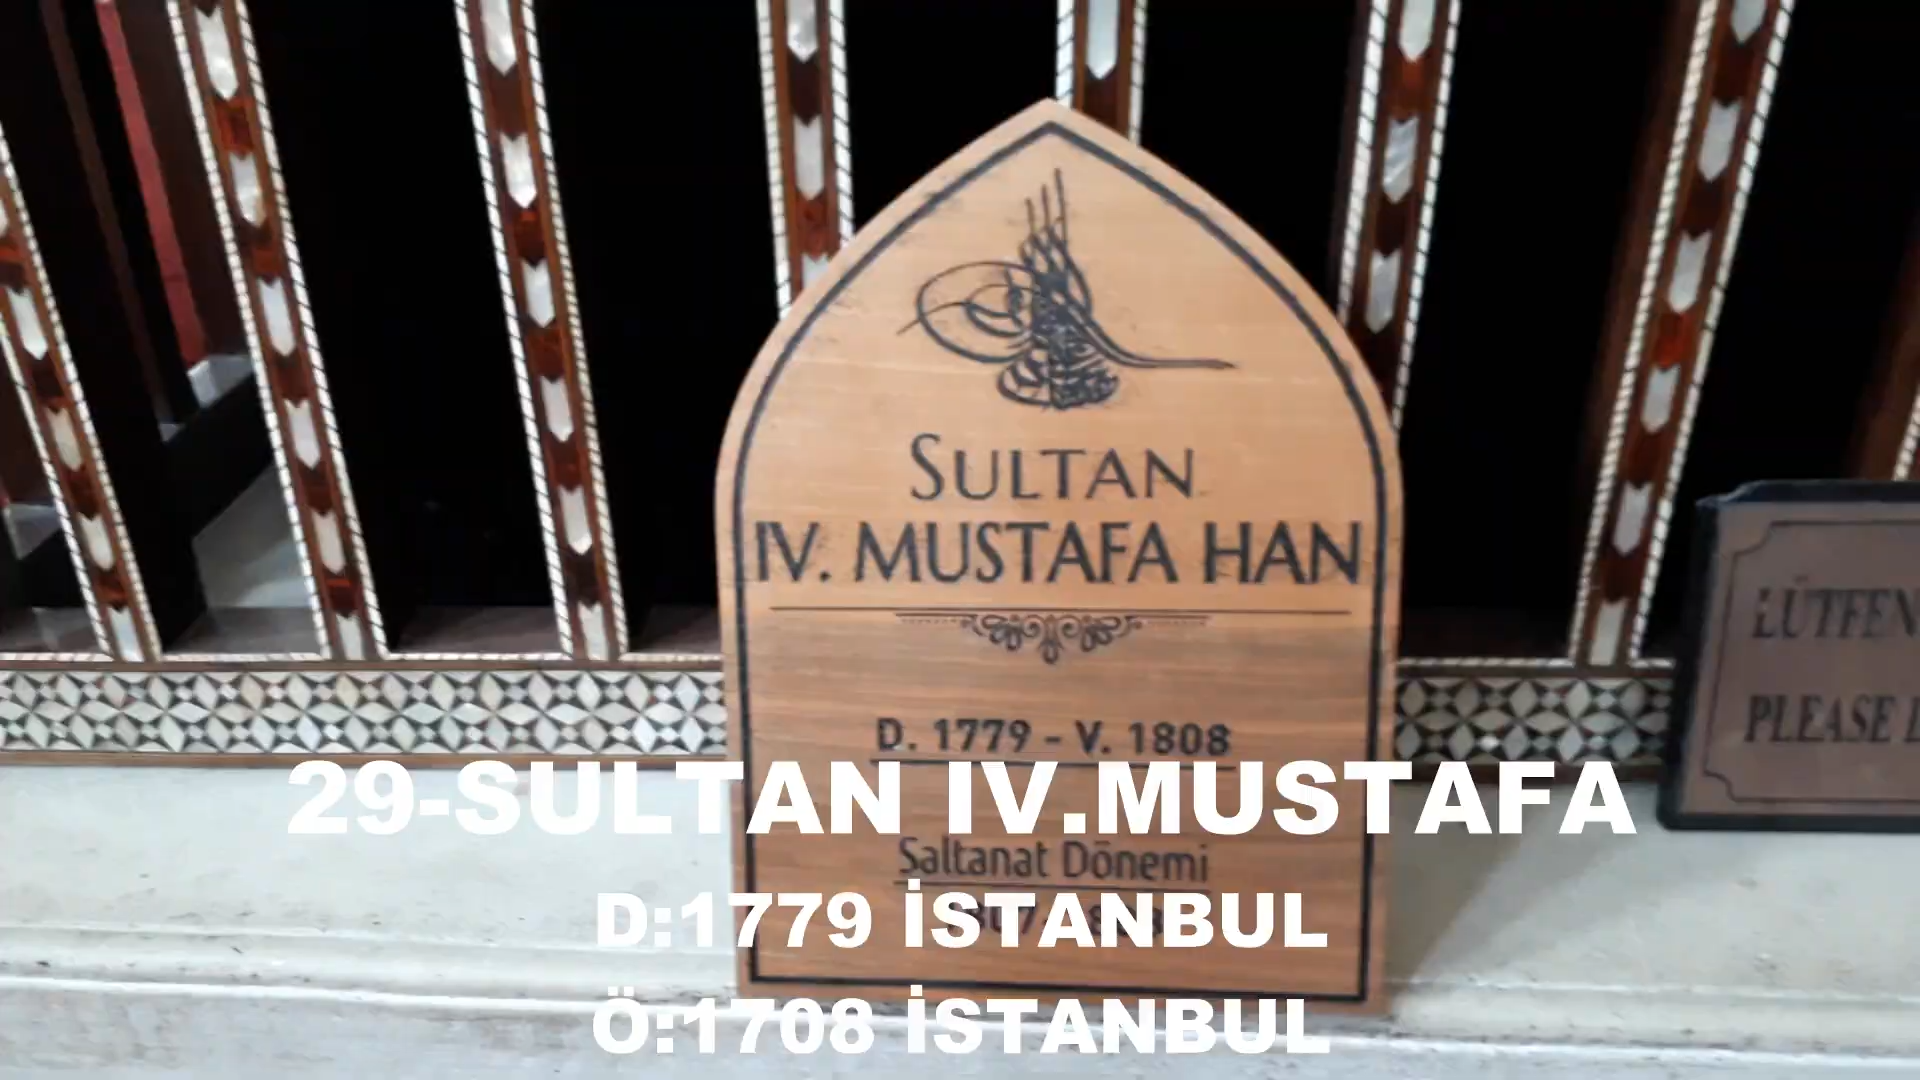 SULTAN
IV. MUSTAFA HAN
D. 1779 - V. 1808
29-SULTAN IV.MUSTAFA
Saltanat Dönemi
D:1779 İSTANBUL
Ö:1708 İSTANBUL
LÜTFEN
PLEASE